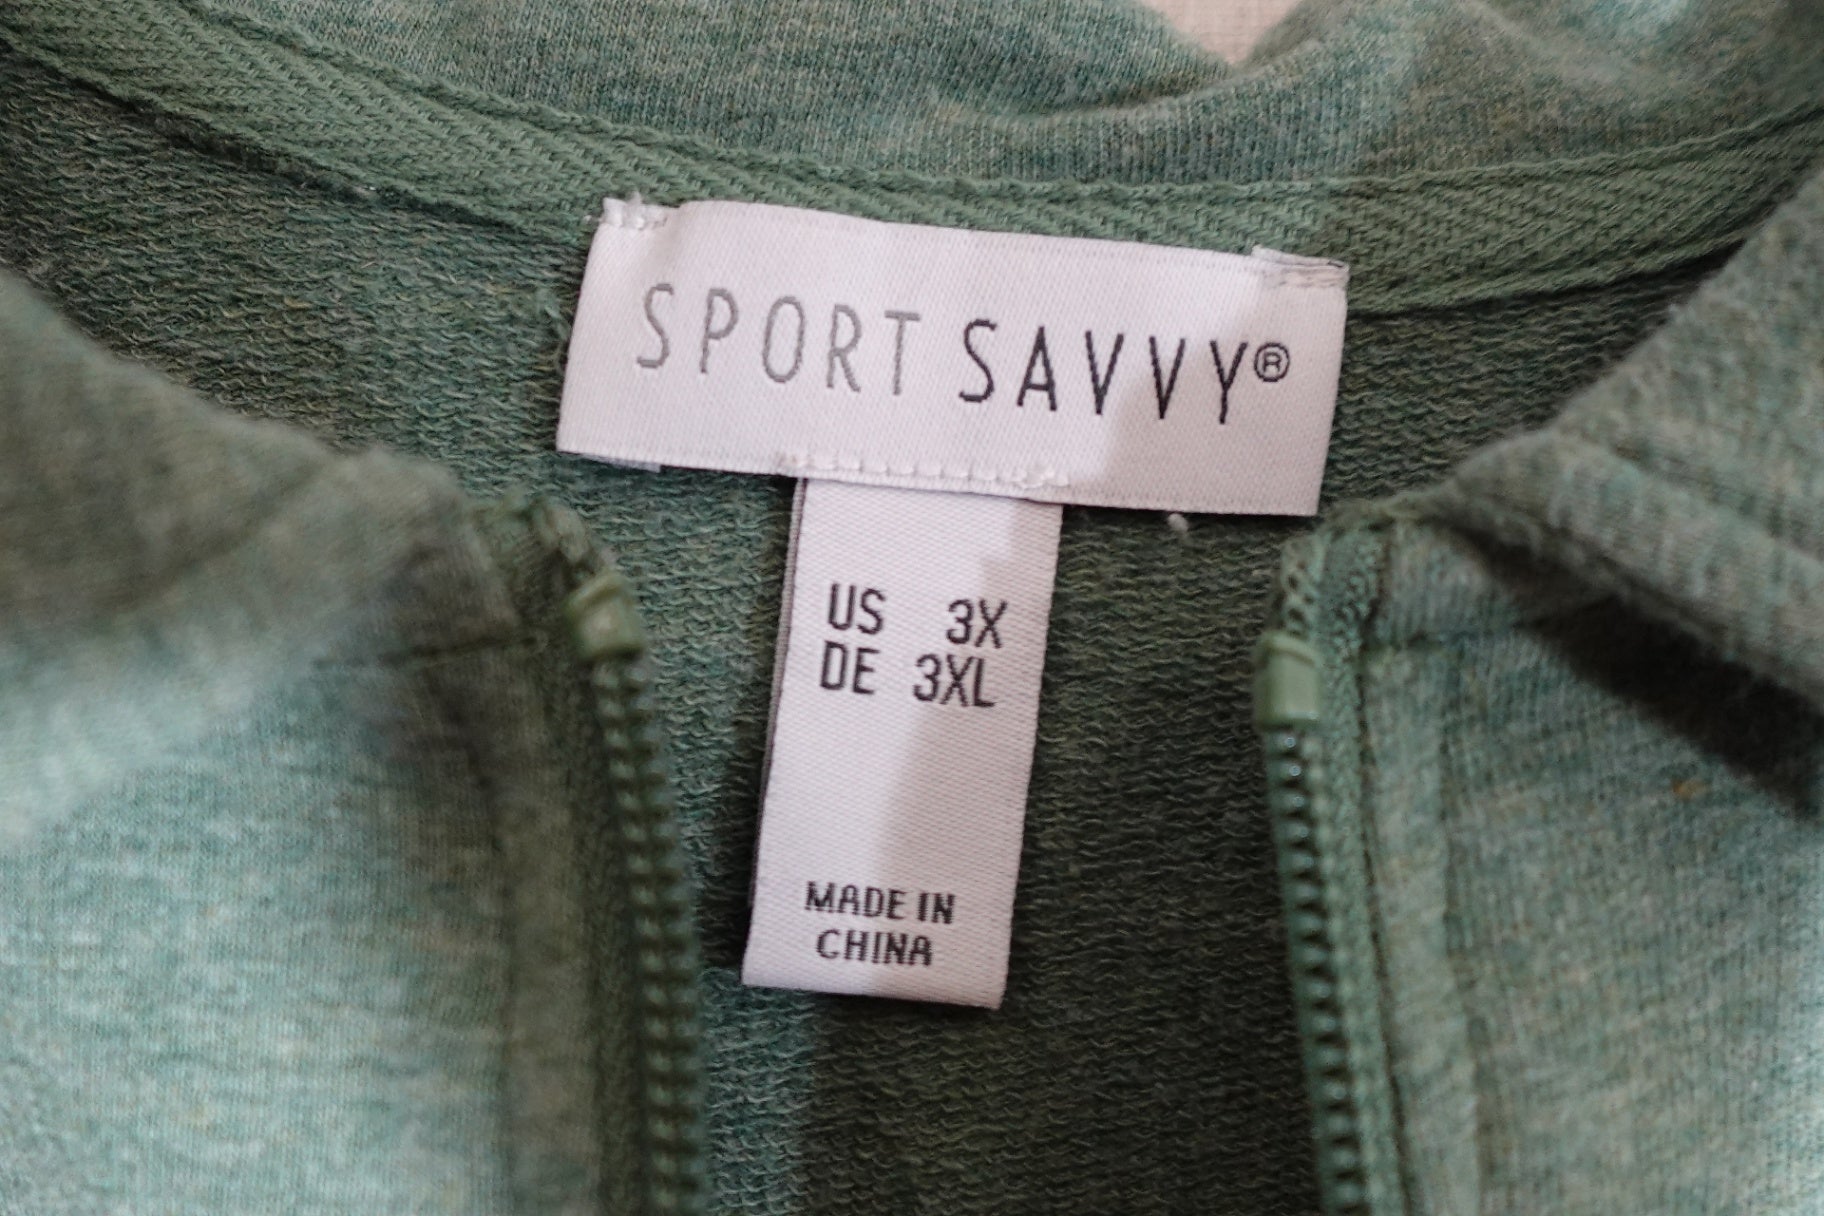 SPORT SAVVY®
US 3X
DE 3XL
MADE IN
CHINA